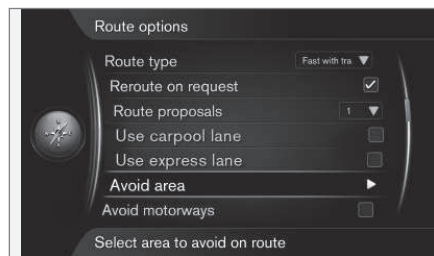 Route options
Route type Fast with tra
Reroute on request
Route proposals 1
Use carpool lane
Use express lane
Avoid area
Avoid motorways
Select area to avoid on route